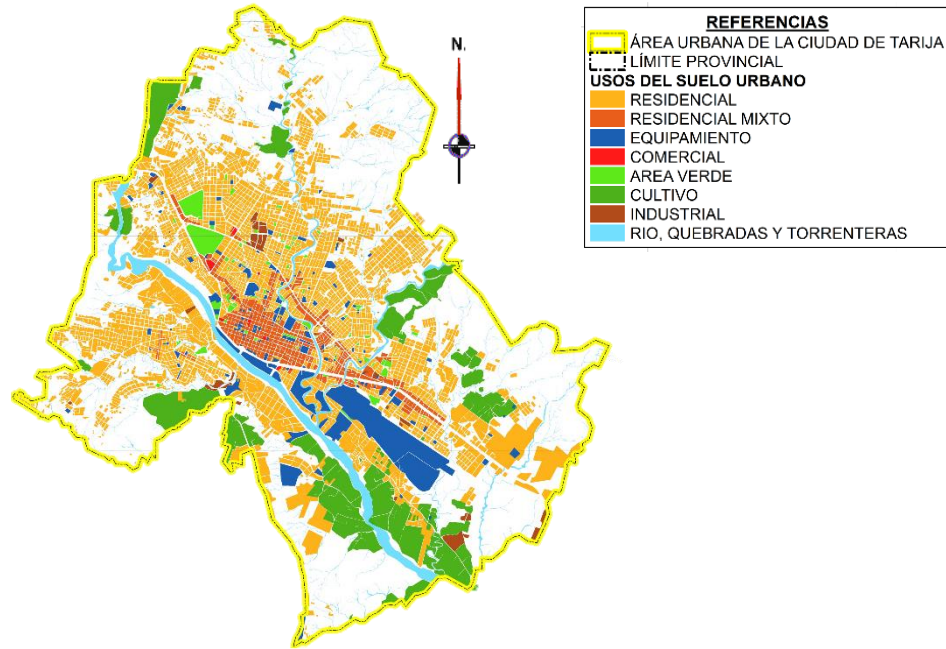 N.
REFERENCIAS
ÁREA URBANA DE LA CIUDAD DE TARIJA
LÍMITE PROVINCIAL
USOS DEL SUELO URBANO
RESIDENCIAL
RESIDENCIAL MIXTO
EQUIPAMIENTO
COMERCIAL
AREA VERDE
CULTIVO
INDUSTRIAL
RIO, QUEBRADAS Y TORRENTERAS